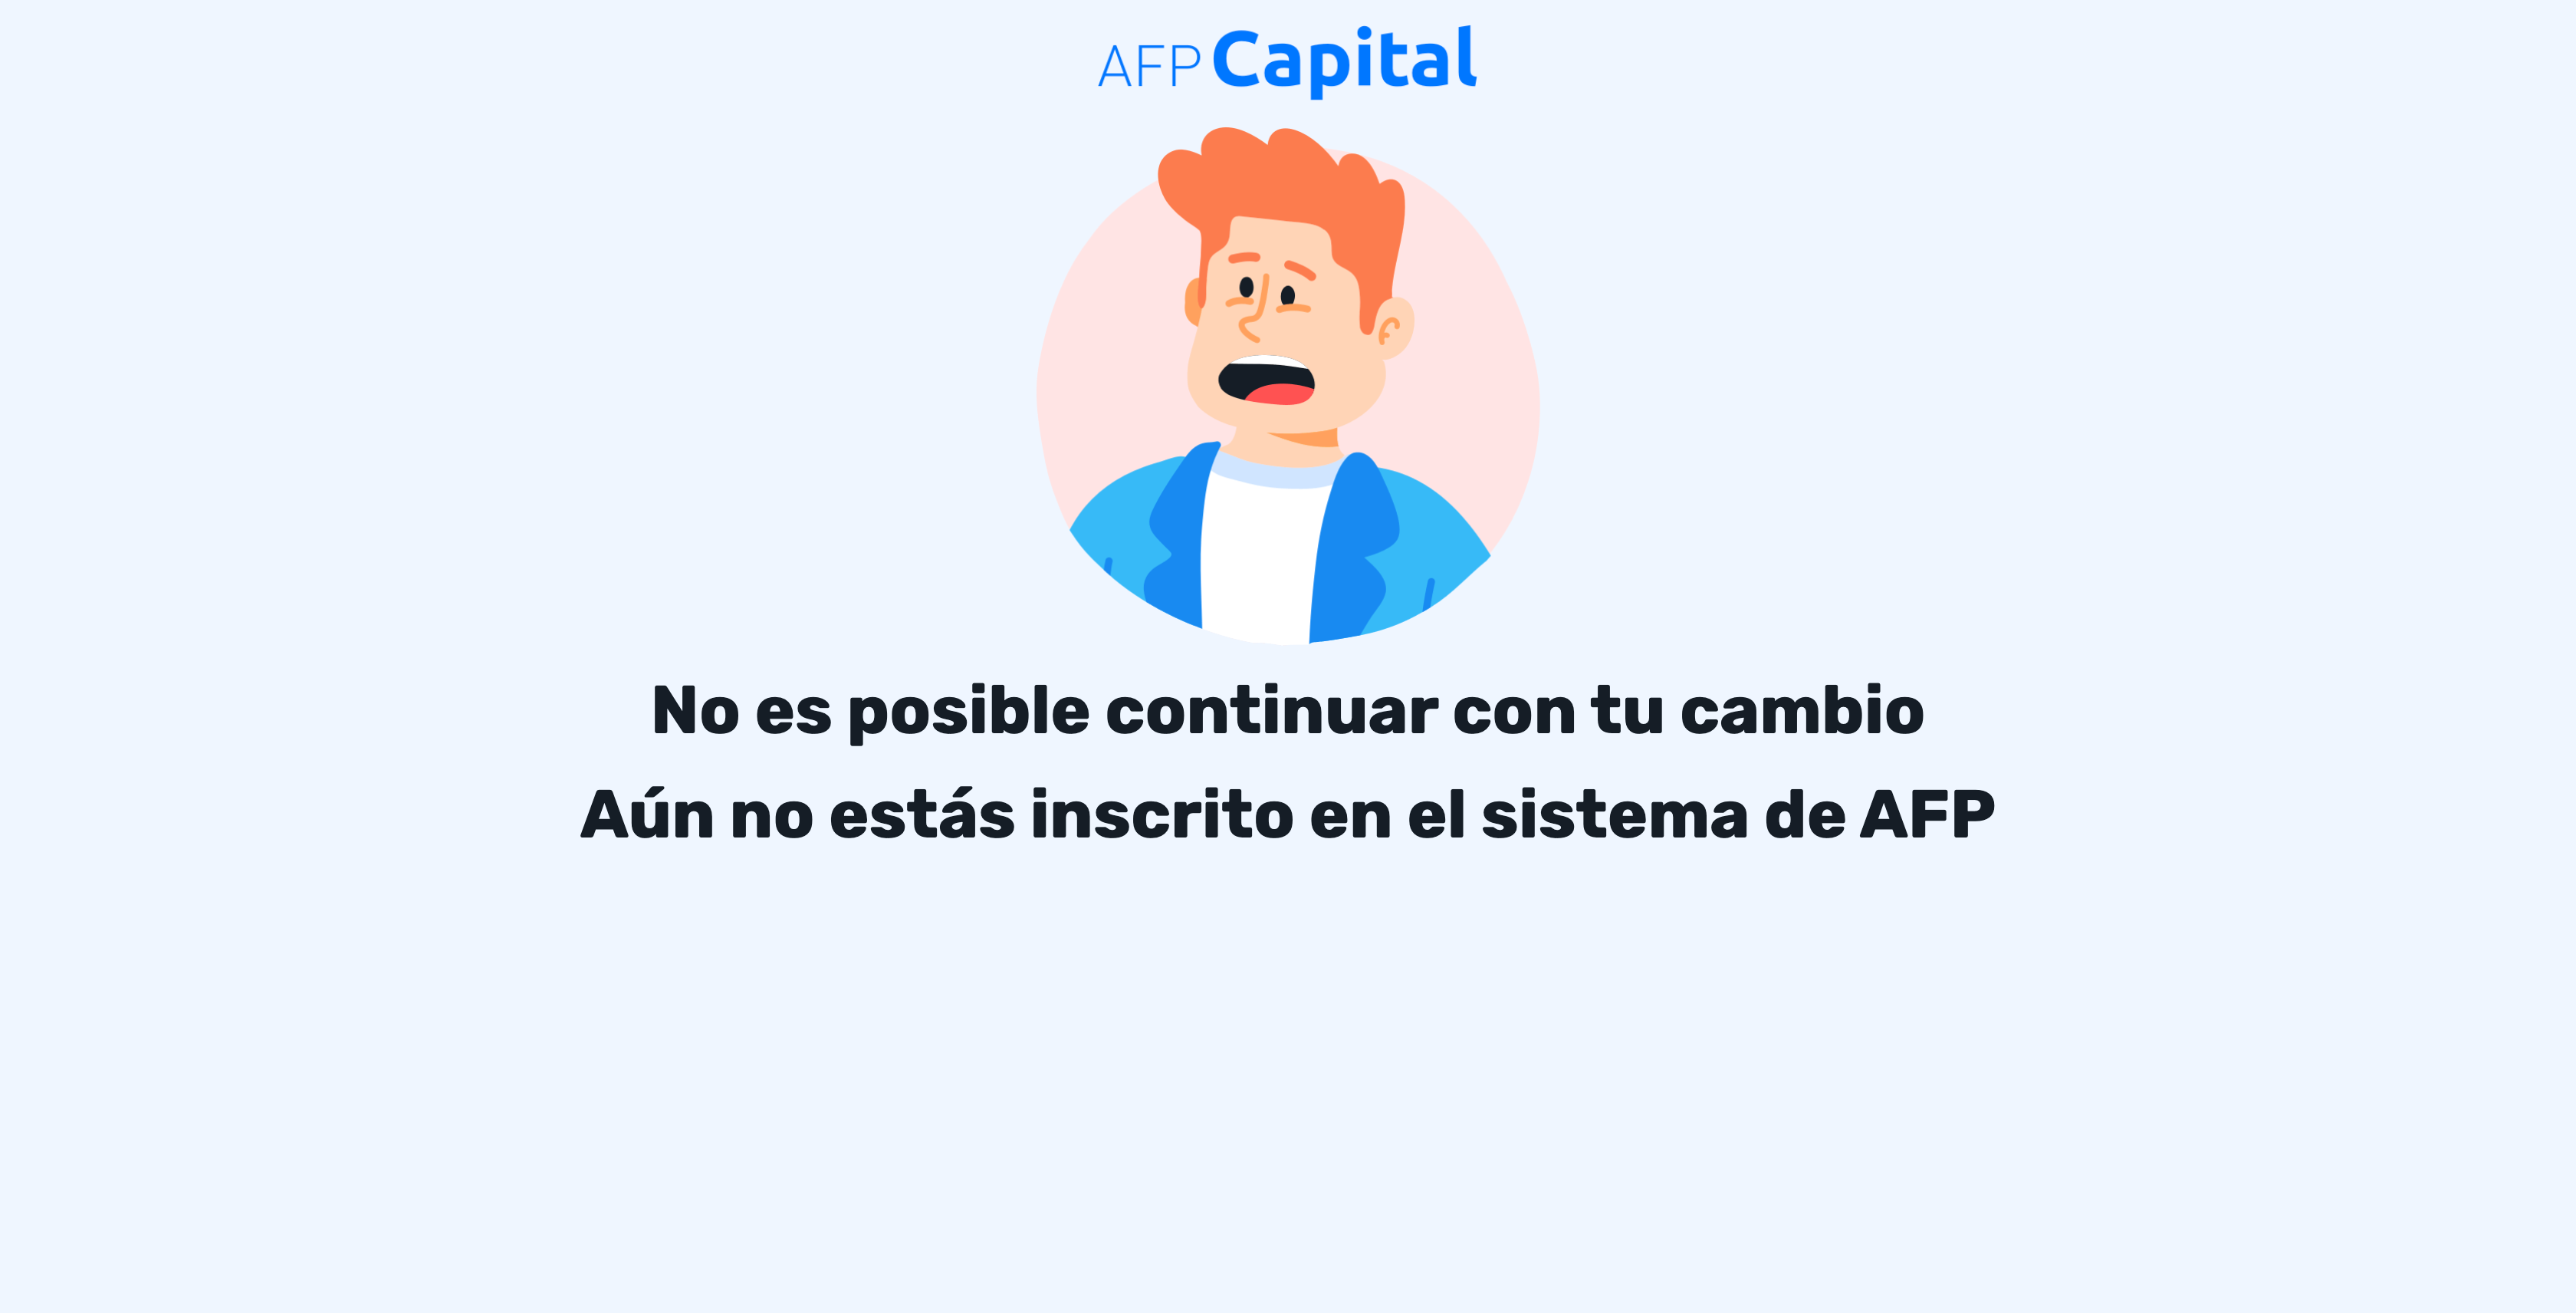 AFP Capital
No es posible continuar con tu cambio
Aún no estás inscrito en el sistema de AFP